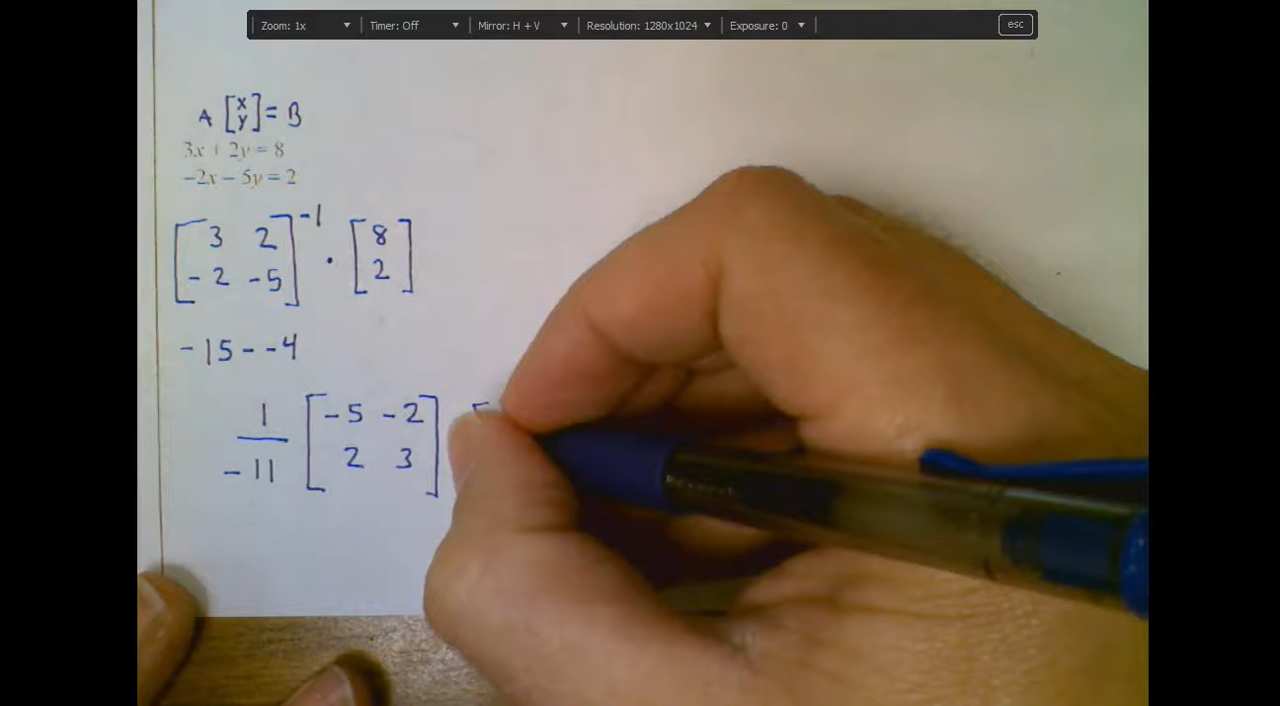 Zoom: 1x Timer: Off Mirror: H + V Resolution: 1280x1024 Exposure: 0 esc
A [x y] = B
3x + 2y = 8
-2x - 5y = 2
[3 2]-1 [8]
[-2 -5] · [2]
-15 - -4
1 [-5 -2] [
-11 [2 3]